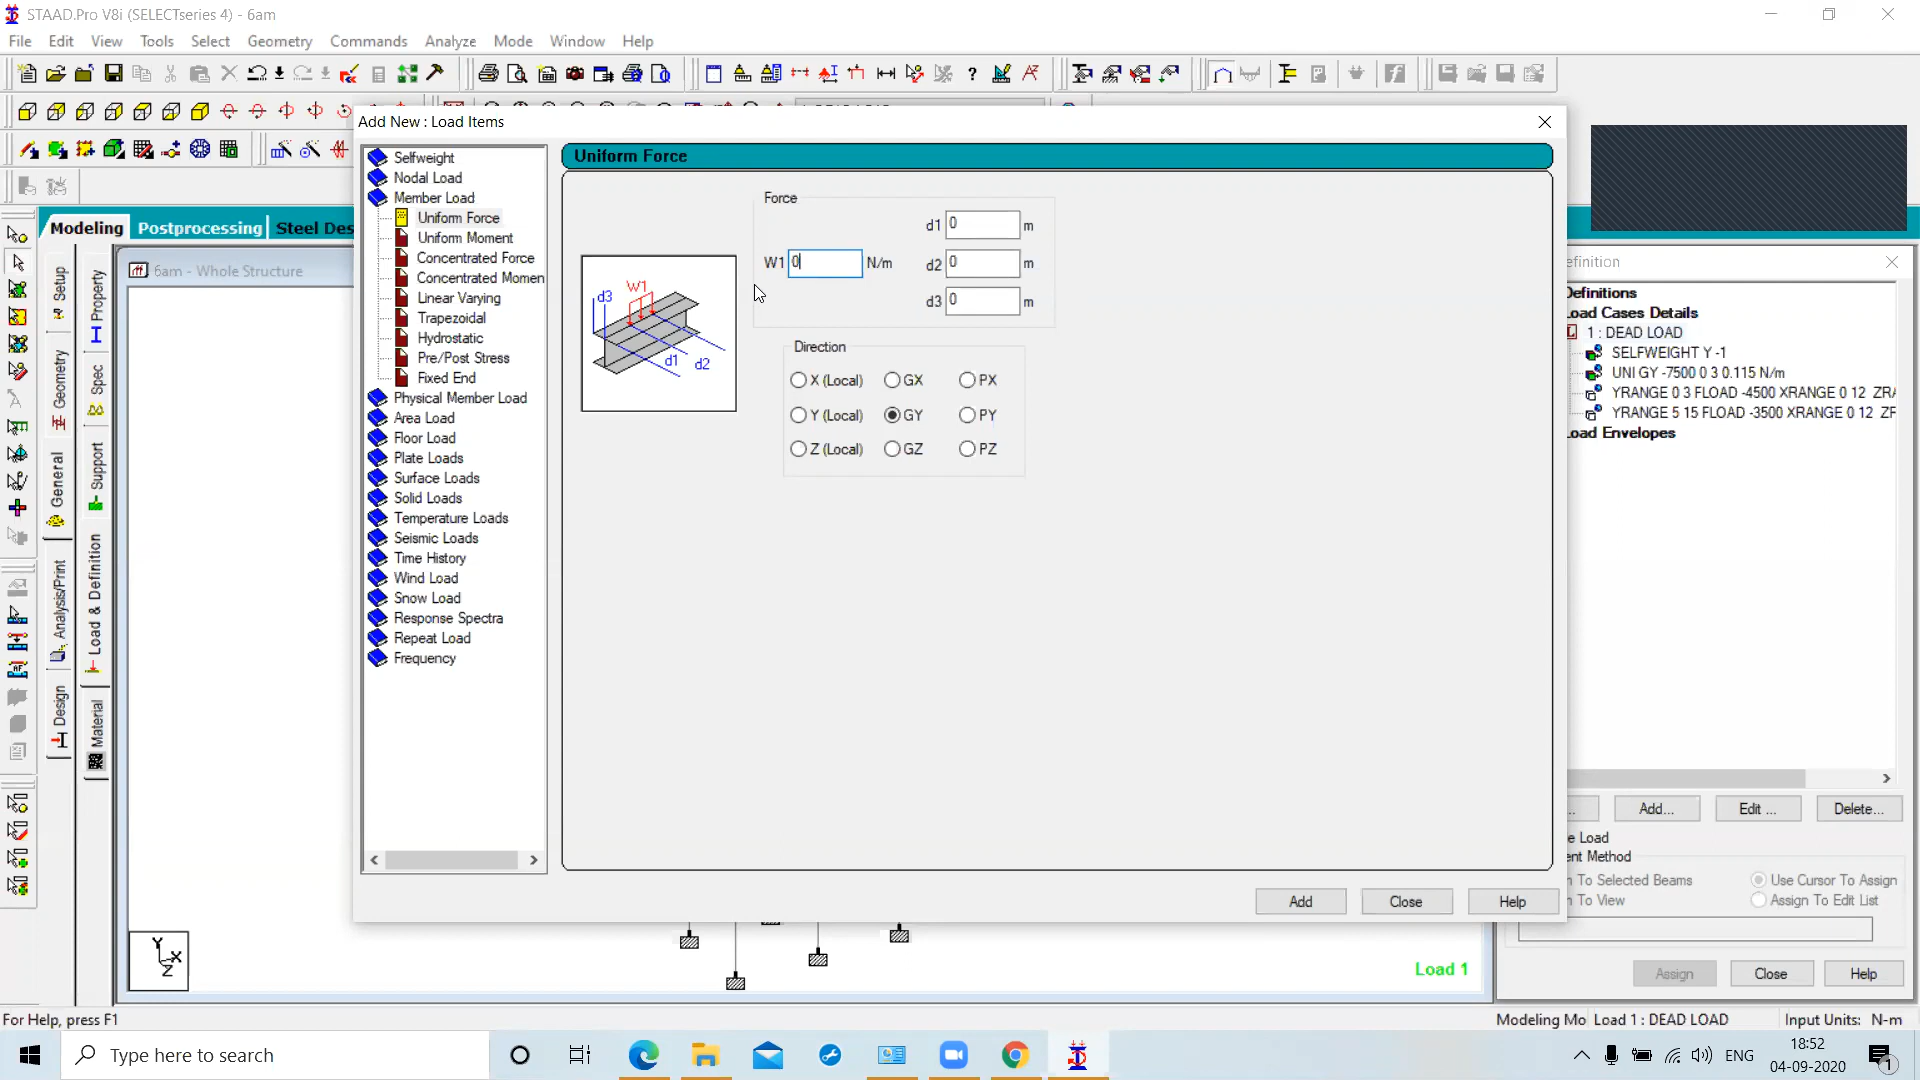 STAAD.Pro V8i (SELECTseries 4) - 6am
File Edit View Tools Select Geometry Commands Analyze Mode Window Help
Add New : Load Items
Modeling Postprocessing Steel Des
6am - Whole Structure
Setup
Geometry
General
Analysis/Print
Design
Property
Spec
Support
Load & Definition
Material
Selfweight
Nodal Load
Member Load
Uniform Force
Uniform Moment
Concentrated Force
Concentrated Momen
Linear Varying
Trapezoidal
Hydrostatic
Pre/Post Stress
Fixed End
Physical Member Load
Area Load
Floor Load
Plate Loads
Surface Loads
Solid Loads
Temperature Loads
Seismic Loads
Time History
Wind Load
Snow Load
Response Spectra
Repeat Load
Frequency
Uniform Force
d3 W1 d1 d2
Force
d1 0 m
W1 0 N/m
d2 0 m
d3 0 m
Direction
X (Local) GX PX
Y (Local) GY PY
Z (Local) GZ PZ
Add Close Help
efinition
Definitions
Load Cases Details
1 : DEAD LOAD
SELFWEIGHT Y -1
UNI GY -7500 0 3 0.115 N/m
YRANGE 0 3 FLOAD -4500 XRANGE 0 12 ZRA
YRANGE 5 15 FLOAD -3500 XRANGE 0 12 ZF
Load Envelopes
... Add... Edit ... Delete...
e Load
ent Method
n To Selected Beams Use Cursor To Assign
n To View Assign To Edit List
Assign Close Help
Y X Z
Load 1
For Help, press F1
Modeling Mo Load 1 : DEAD LOAD Input Units: N-m
Type here to search
ENG
18:52
04-09-2020
1